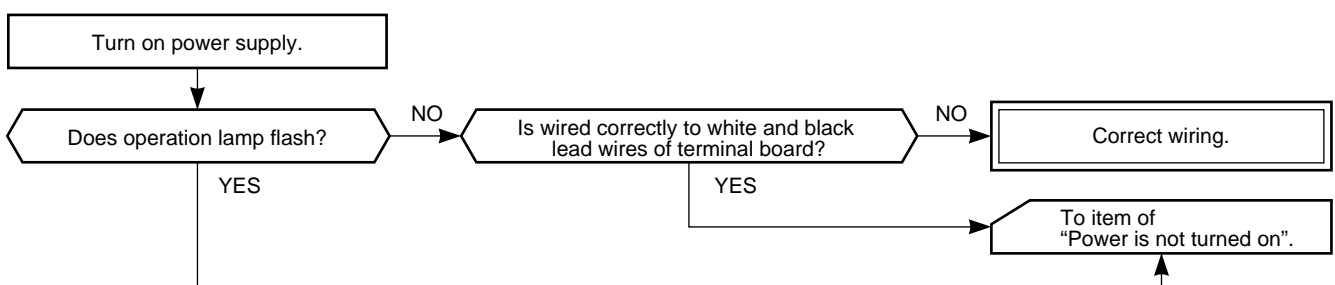 Turn on power supply.
Does operation lamp flash?
NO
Is wired correctly to white and black
lead wires of terminal board?
NO
Correct wiring.
YES
YES
To item of
“Power is not turned on”.